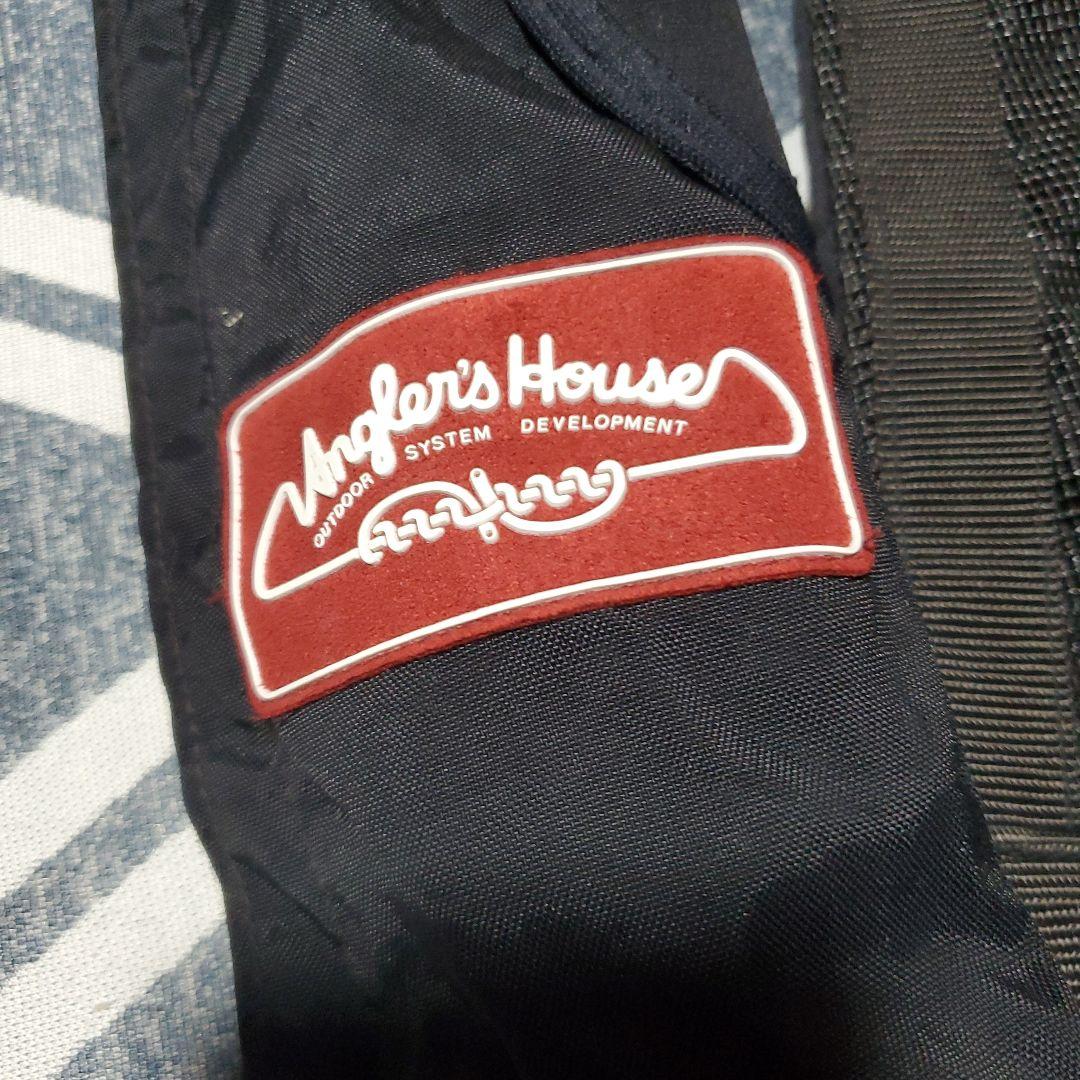 Angler's House
OUTDOOR SYSTEM DEVELOPMENT